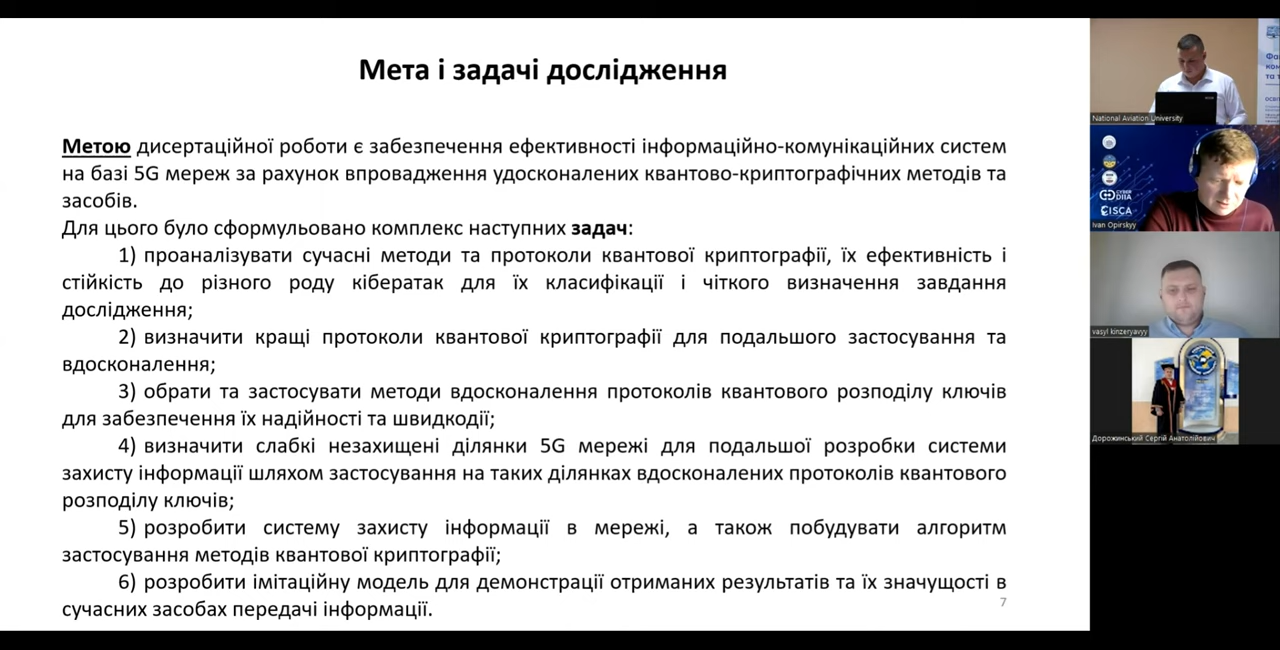 Мета і задачі дослідження
Метою дисертаційної роботи є забезпечення ефективності інформаційно-комунікаційних систем
на базі 5G мереж за рахунок впровадження удосконалених квантово-криптографічних методів та
засобів.
Для цього було сформульовано комплекс наступних задач:
1) проаналізувати сучасні методи та протоколи квантової криптографії, їх ефективність і
стійкість до різного роду кібератак для їх класифікації і чіткого визначення завдання
дослідження;
2) визначити кращі протоколи квантової криптографії для подальшого застосування та
вдосконалення;
3) обрати та застосувати методи вдосконалення протоколів квантового розподілу ключів
для забезпечення їх надійності та швидкодії;
4) визначити слабкі незахищені ділянки 5G мережі для подальшої розробки системи
захисту інформації шляхом застосування на таких ділянках вдосконалених протоколів квантового
розподілу ключів;
5) розробити систему захисту інформації в мережі, а також побудувати алгоритм
застосування методів квантової криптографії;
6) розробити імітаційну модель для демонстрації отриманих результатів та їх значущості в
сучасних засобах передачі інформації.
7
National Aviation University
CYBER
DIIA
CISCA
Ivan Opirskyy
vasyl kinzeryavyy
Дорожинський Сергій Анатолійович